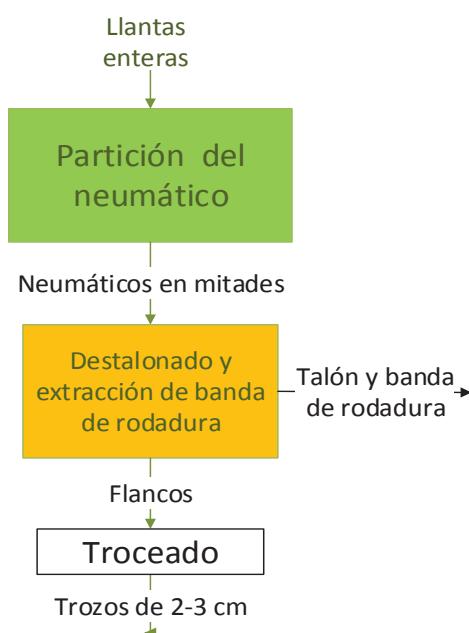 Llantas
enteras
Partición del
neumático
Neumáticos en mitades
Destalonado y
extracción de banda
de rodadura
Talón y banda
de rodadura
Flancos
Troceado
Trozos de 2-3 cm